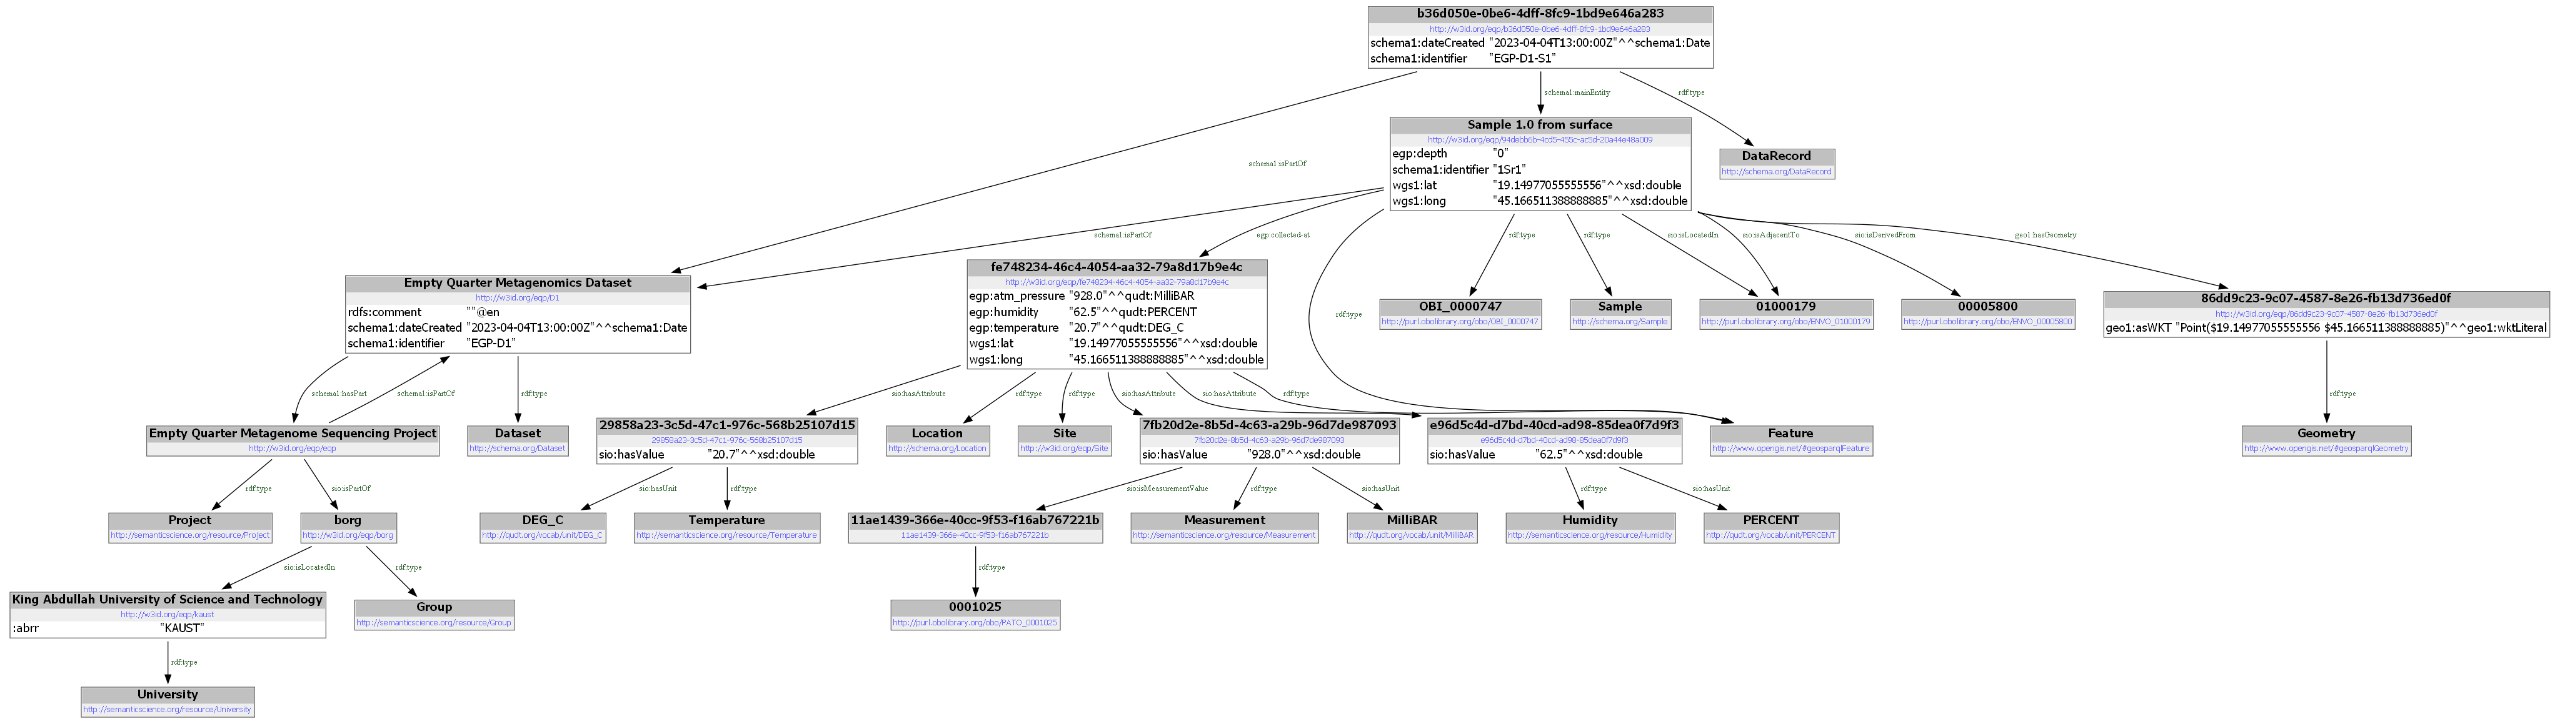 b36d050e-0be6-4dff-8fc9-1bd9e646a283
http://w3id.org/eqp/b36d050e-0be6-4dff-8fc9-1bd9e646a283
schema1:dateCreated "2023-04-04T13:00:00Z"^^schema1:Date
schema1:identifier "EGP-D1-S1"
schema1:mainEntity
rdf:type
schema1:isPartOf
Sample 1.0 from surface
egp:depth "0"
schema1:identifier "1Sr1"
wgs1:lat "19.14977055555556"^^xsd:double
wgs1:long "45.166511388888885"^^xsd:double
DataRecord
http://schema.org/DataRecord
schema1:isPartOf
egp:collected-at
rdf:type
rdf:type
rdf:type
sio:isLocatedIn
sio:isAdjacentTo
sio:isDerivedFrom
geo1:hasGeometry
Empty Quarter Metagenomics Dataset
http://w3id.org/eqp/D1
rdfs:comment ""@en
schema1:dateCreated "2023-04-04T13:00:00Z"^^schema1:Date
schema1:identifier "EGP-D1"
fe748234-46c4-4054-aa32-79a8d17b9e4c
http://w3id.org/eqp/fe748234-46c4-4054-aa32-79a8d17b9e4c
egp:atm_pressure "928.0"^^qudt:MilliBAR
egp:humidity "62.5"^^qudt:PERCENT
egp:temperature "20.7"^^qudt:DEG_C
wgs1:lat "19.14977055555556"^^xsd:double
wgs1:long "45.166511388888885"^^xsd:double
OBI_0000747
http://purl.obolibrary.org/obo/OBI_0000747
Sample
http://schema.org/Sample
01000179
http://purl.obolibrary.org/obo/ENVO_01000179
00005800
http://purl.obolibrary.org/obo/ENVO_00005800
86dd9c23-9c07-4587-8e26-fb13d736ed0f
http://w3id.org/eqp/86dd9c23-9c07-4587-8e26-fb13d736ed0f
geo1:asWKT "Point($19.14977055555556 $45.166511388888885)"^^geo1:wktLiteral
schema1:hasPart
schema1:isPartOf
rdf:type
sio:hasAttribute
rdf:type
rdf:type
sio:hasAttribute
sio:hasAttribute
rdf:type
rdf:type
Empty Quarter Metagenome Sequencing Project
http://w3id.org/eqp/eqp
Dataset
http://schema.org/Dataset
29858a23-3c5d-47c1-976c-568b25107d15
29858a23-3c5d-47c1-976c-568b25107d15
sio:hasValue "20.7"^^xsd:double
Location
http://schema.org/Location
Site
http://w3id.org/eqp/Site
7fb20d2e-8b5d-4c63-a29b-96d7de987093
7fb20d2e-8b5d-4c63-a29b-96d7de987093
sio:hasValue "928.0"^^xsd:double
e96d5c4d-d7bd-40cd-ad98-85dea0f7d9f3
e96d5c4d-d7bd-40cd-ad98-85dea0f7d9f3
sio:hasValue "62.5"^^xsd:double
Feature
http://www.opengis.net/#geosparqlFeature
Geometry
http://www.opengis.net/#geosparqlGeometry
rdf:type
sio:isPartOf
sio:hasUnit
rdf:type
sio:isMeasurementValue
rdf:type
sio:hasUnit
rdf:type
sio:hasUnit
Project
http://semanticscience.org/resource/Project
borg
http://w3id.org/eqp/borg
DEG_C
http://qudt.org/vocab/unit/DEG_C
Temperature
http://semanticscience.org/resource/Temperature
11ae1439-366e-40cc-9f53-f16ab767221b
11ae1439-366e-40cc-9f53-f16ab767221b
Measurement
http://semanticscience.org/resource/Measurement
MilliBAR
http://qudt.org/vocab/unit/MilliBAR
Humidity
http://semanticscience.org/resource/Humidity
PERCENT
http://qudt.org/vocab/unit/PERCENT
sio:isLocatedIn
rdf:type
rdf:type
King Abdullah University of Science and Technology
http://w3id.org/eqp/kaust
:abrr "KAUST"
Group
http://semanticscience.org/resource/Group
0001025
http://purl.obolibrary.org/obo/PATO_0001025
rdf:type
University
http://semanticscience.org/resource/University